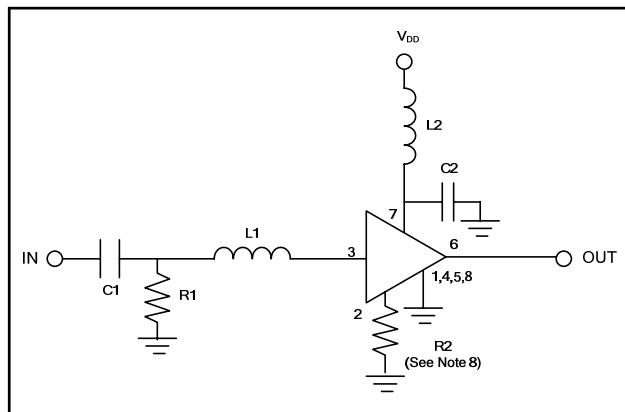 VDD
L2
C2
7
L1
3
6
IN
OUT
C1
R1
1,4,5,8
2
R2
(See Note 8)